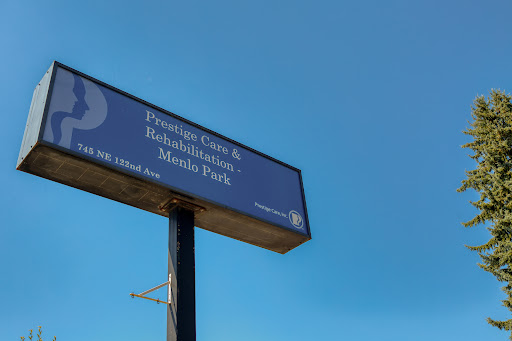 Prestige Care &
Rehabilitation -
Menlo Park
745 NE 122nd Ave
Prestige Care, Inc.